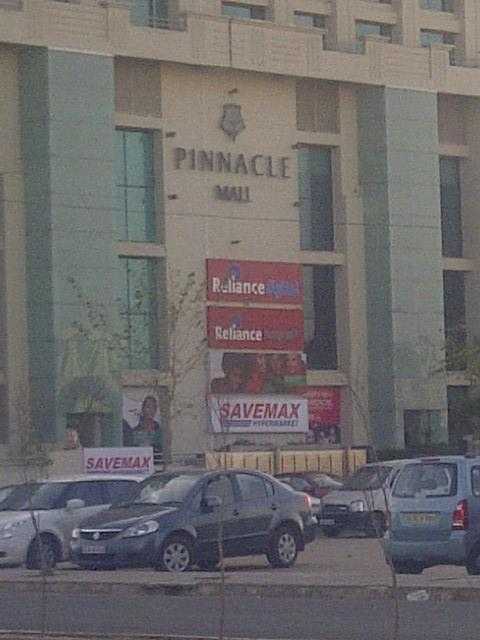 PINNACLE
MALL
Reliance
Reliance
SAVEMAX
HYPERMARKET
SAVEMAX